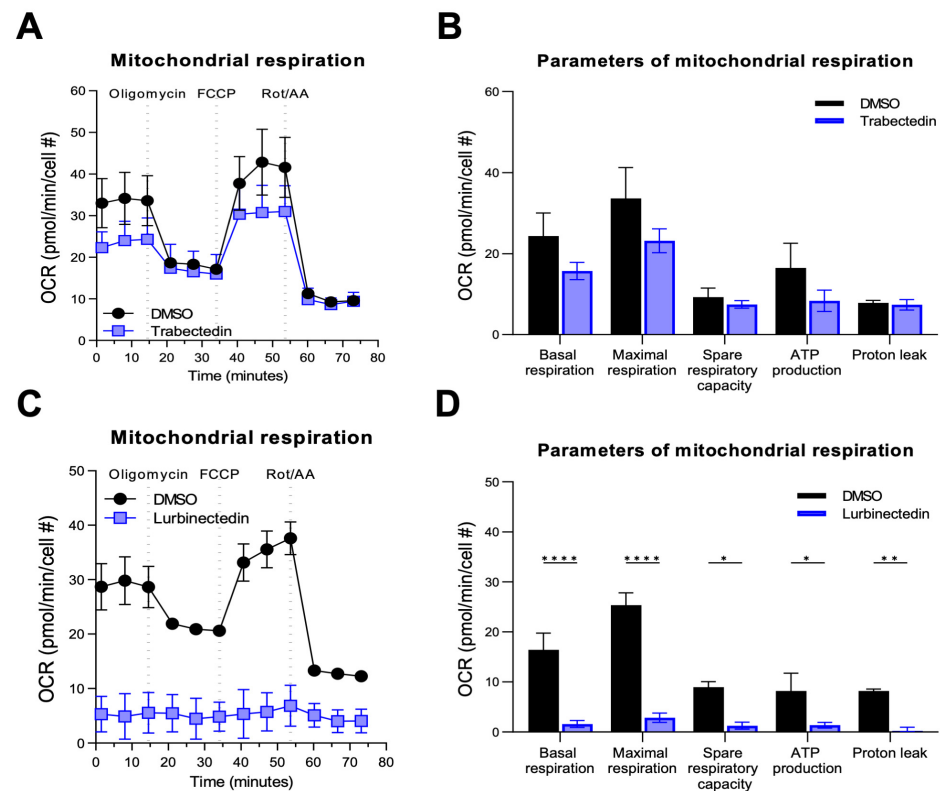 A
Mitochondrial respiration
Oligomycin FCCP Rot/AA
60
50
40
30
20
10
0
OCR (pmol/min/cell #)
DMSO
Trabectedin
0 10 20 30 40 50 60 70 80
Time (minutes)
B
Parameters of mitochondrial respiration
60
40
20
0
OCR (pmol/min/cell #)
DMSO
Trabectedin
Basal
respiration
Maximal
respiration
Spare
respiratory
capacity
ATP
production
Proton leak
C
Mitochondrial respiration
Oligomycin FCCP Rot/AA
50
40
30
20
10
0
OCR (pmol/min/cell #)
DMSO
Lurbinectedin
0 10 20 30 40 50 60 70 80
Time (minutes)
D
Parameters of mitochondrial respiration
50
40
30
20
10
0
OCR (pmol/min/cell #)
DMSO
Lurbinectedin
**** **** * * **
Basal
respiration
Maximal
respiration
Spare
respiratory
capacity
ATP
production
Proton leak